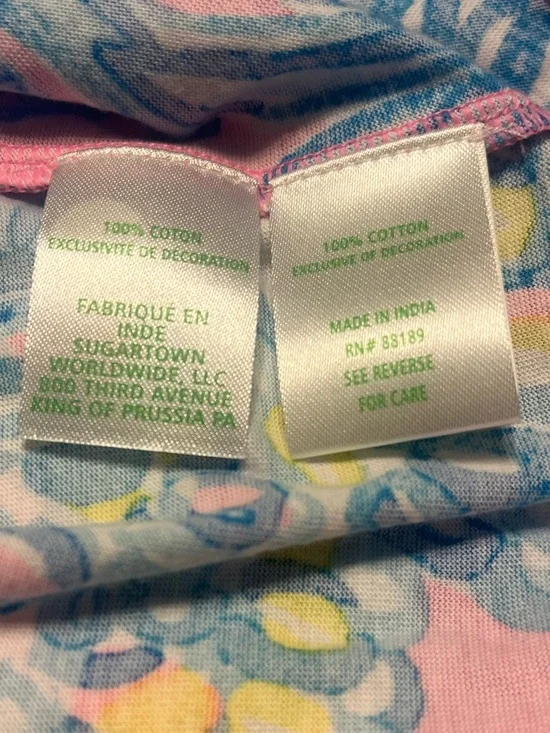 100% COTON
EXCLUSIVITÉ DE DÉCORATION
FABRIQUÉ EN
INDE
SUGARTOWN
WORLDWIDE, LLC
800 THIRD AVENUE
KING OF PRUSSIA PA
100% COTTON
EXCLUSIVE OF DECORATION
MADE IN INDIA
RN# 88189
SEE REVERSE
FOR CARE